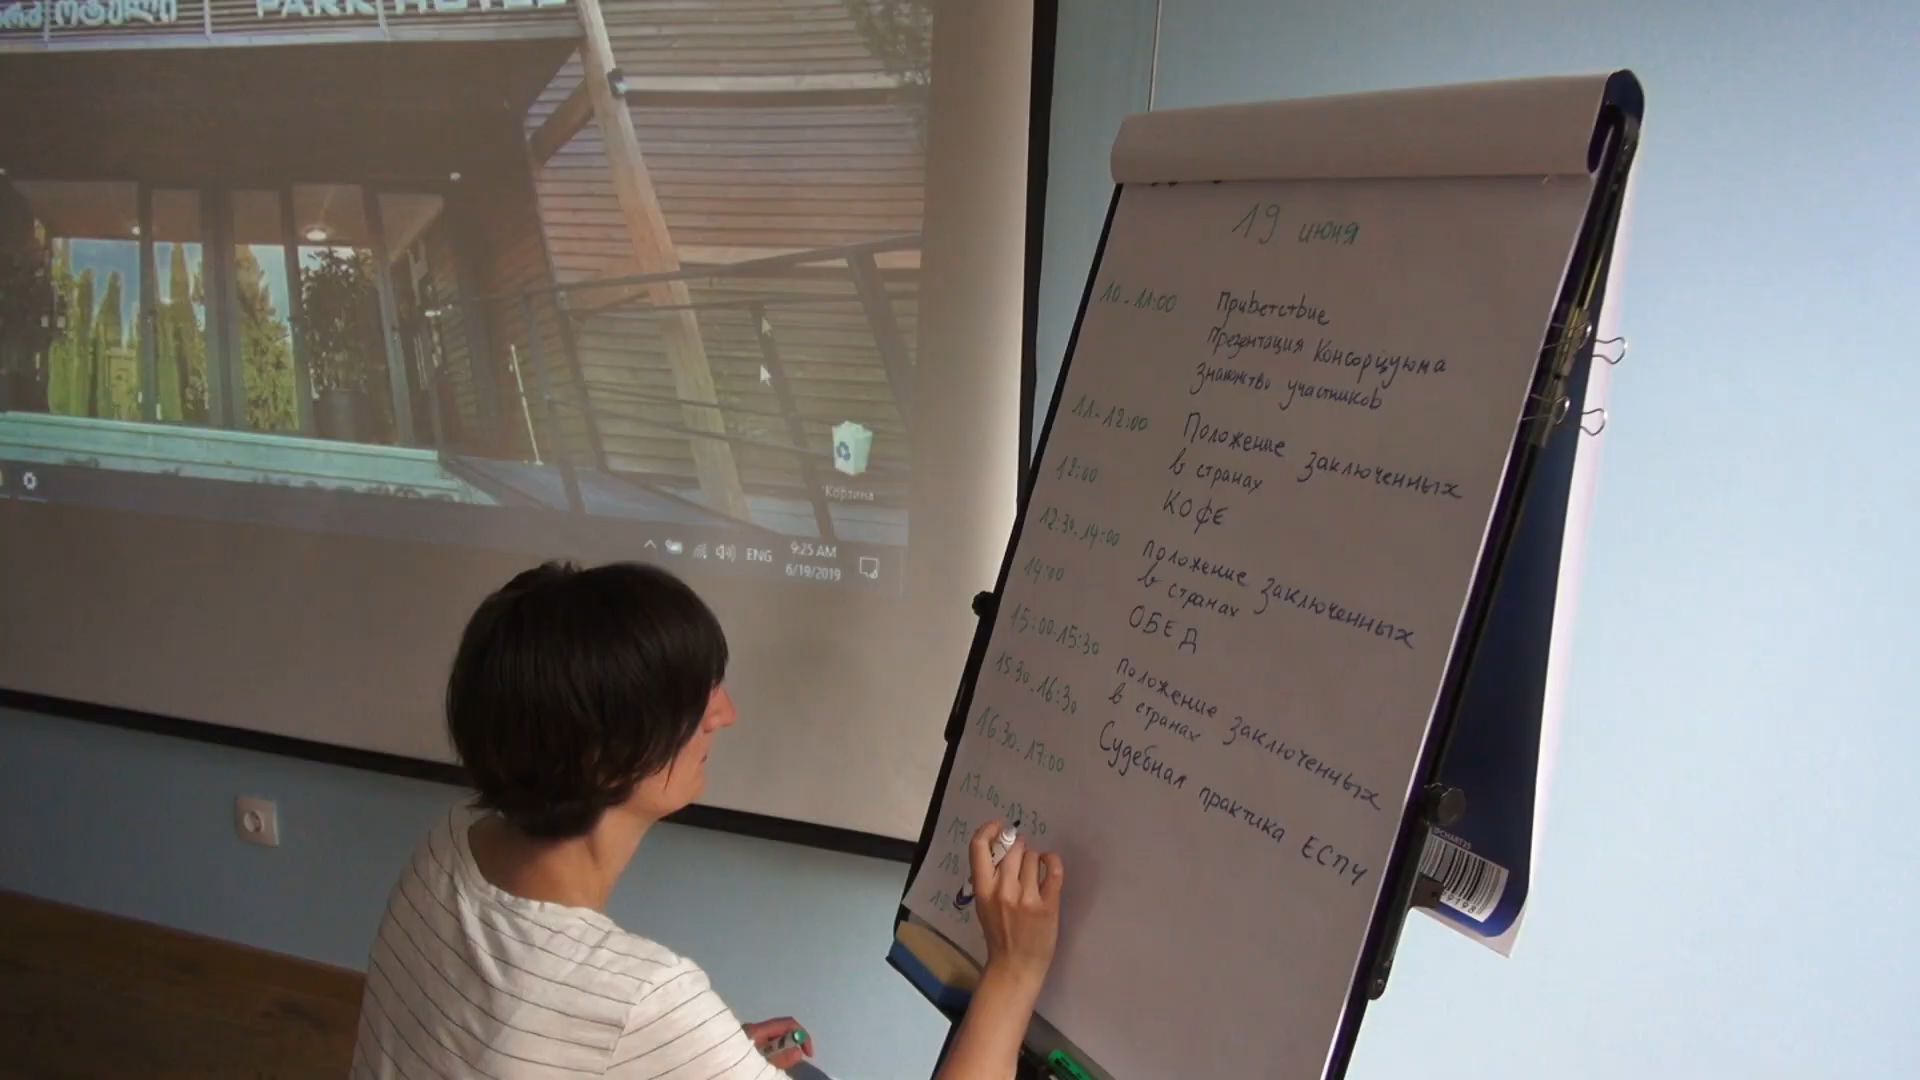 PARK HOTEL
Корзина
ENG
9:25 AM
6/19/2019
19 июня
10-11:00 Приветствие
Презентация Консорциума
Знакомство участников
11-12:00 Положение заключенных
в странах
12:00 КОФЕ
12:30-14:00 Положение заключенных
в странах
14:00 ОБЕД
15:00-15:30 Положение заключенных
в странах
15:30-16:30 Судебная практика ЕСПЧ
16:30-17:00
17:00-17:30